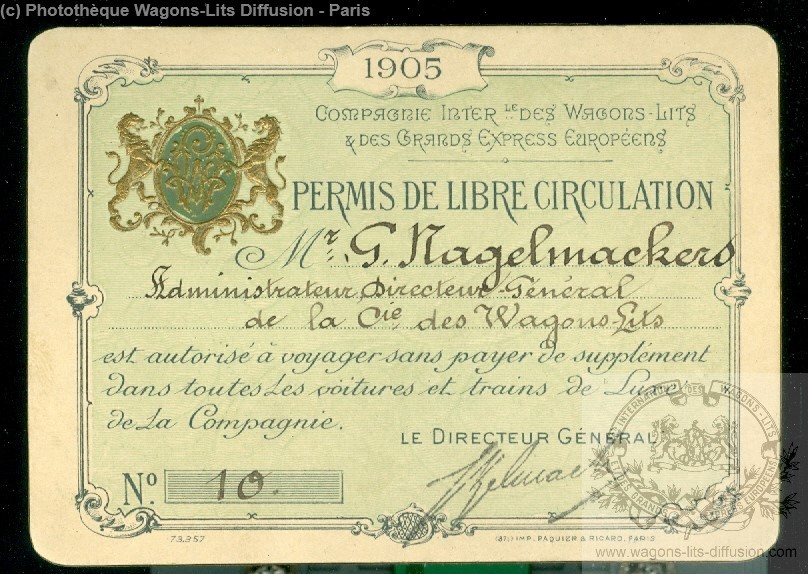 (c) Photothèque Wagons-Lits Diffusion - Paris
1905
COMPAGNIE INTER LE DES WAGONS-LITS
& DES GRANDS EXPRESS EUROPÉENS
PERMIS DE LIBRE CIRCULATION
Mr. G. Nagelmackers
Administrateur Directeur Général
de la Cie des Wagons-Lits
est autorisé à voyager sans payer de supplément
dans toutes les voitures et trains de Luxe
de la Compagnie.
LE DIRECTEUR GÉNÉRAL
No. 10.
73.357
(871) IMP. PAQUIER & RICARD. PARIS
www.wagons-lits-diffusion.com